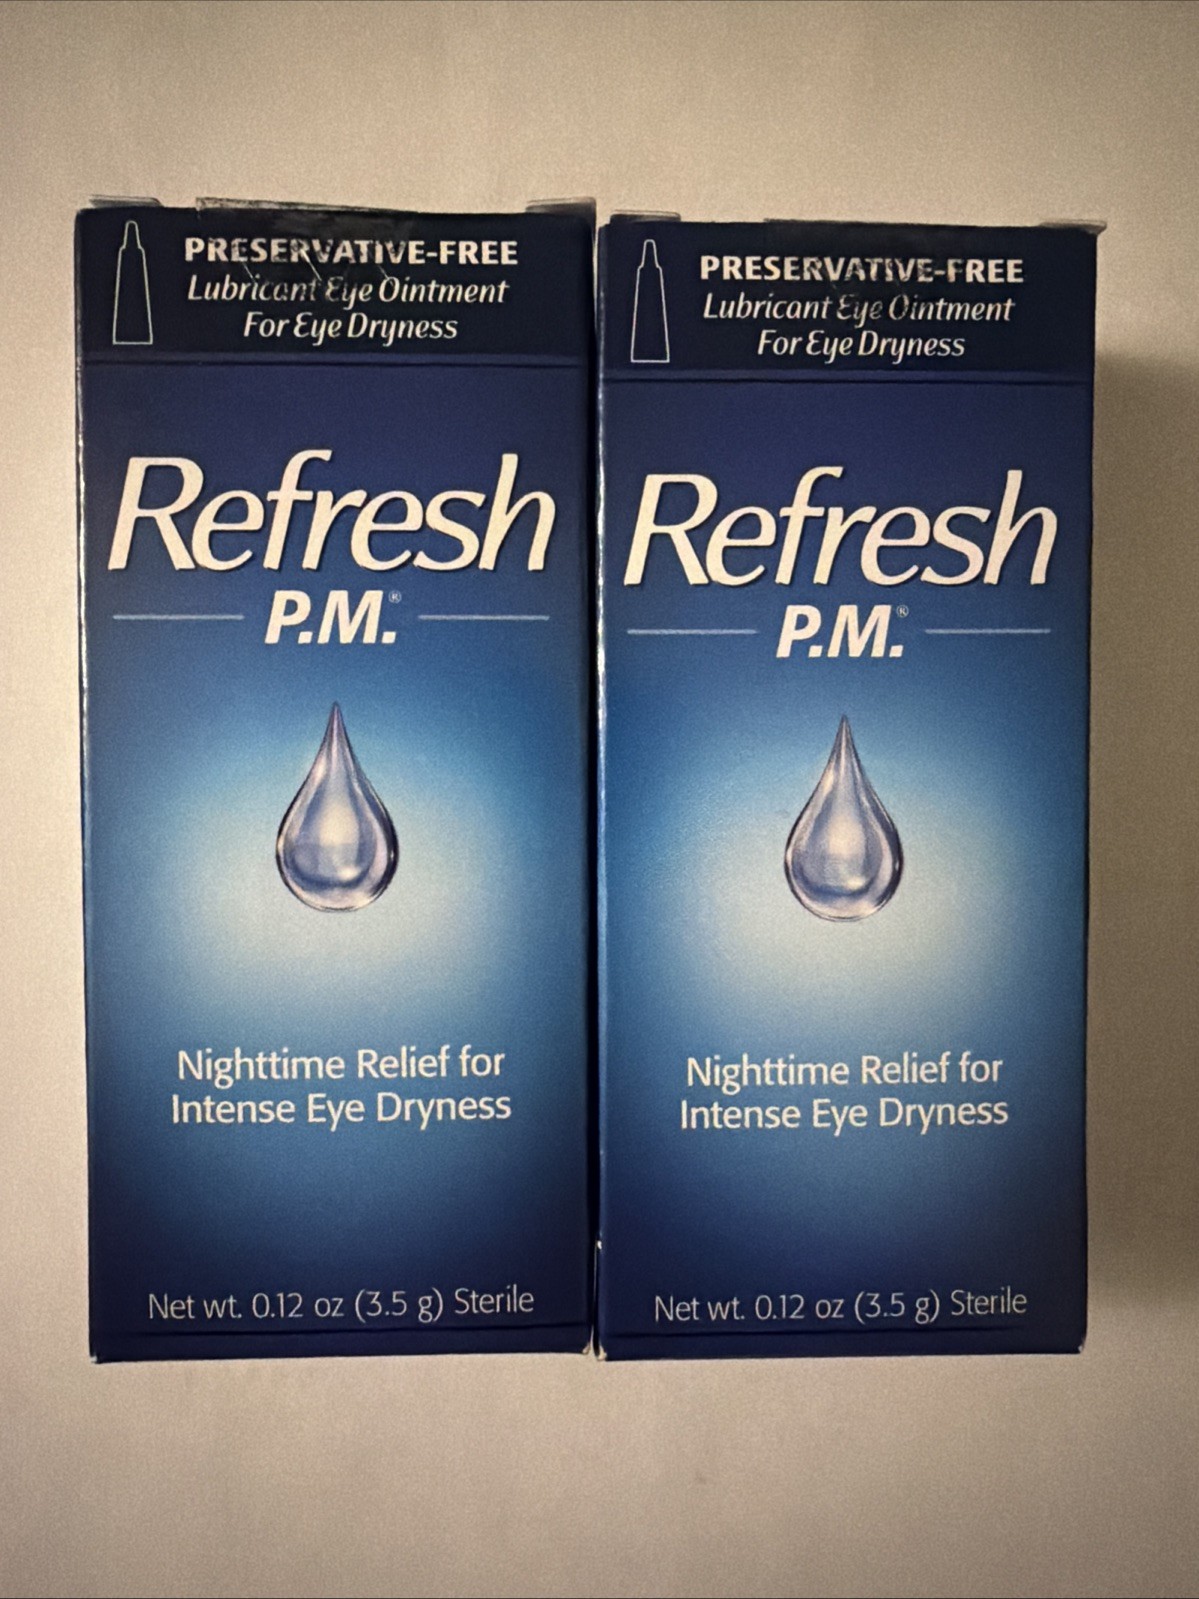 PRESERVATIVE-FREE
Lubricant Eye Ointment
For Eye Dryness
Refresh
P.M.®
Nighttime Relief for
Intense Eye Dryness
Net wt. 0.12 oz (3.5 g) Sterile
PRESERVATIVE-FREE
Lubricant Eye Ointment
For Eye Dryness
Refresh
P.M.®
Nighttime Relief for
Intense Eye Dryness
Net wt. 0.12 oz (3.5 g) Sterile